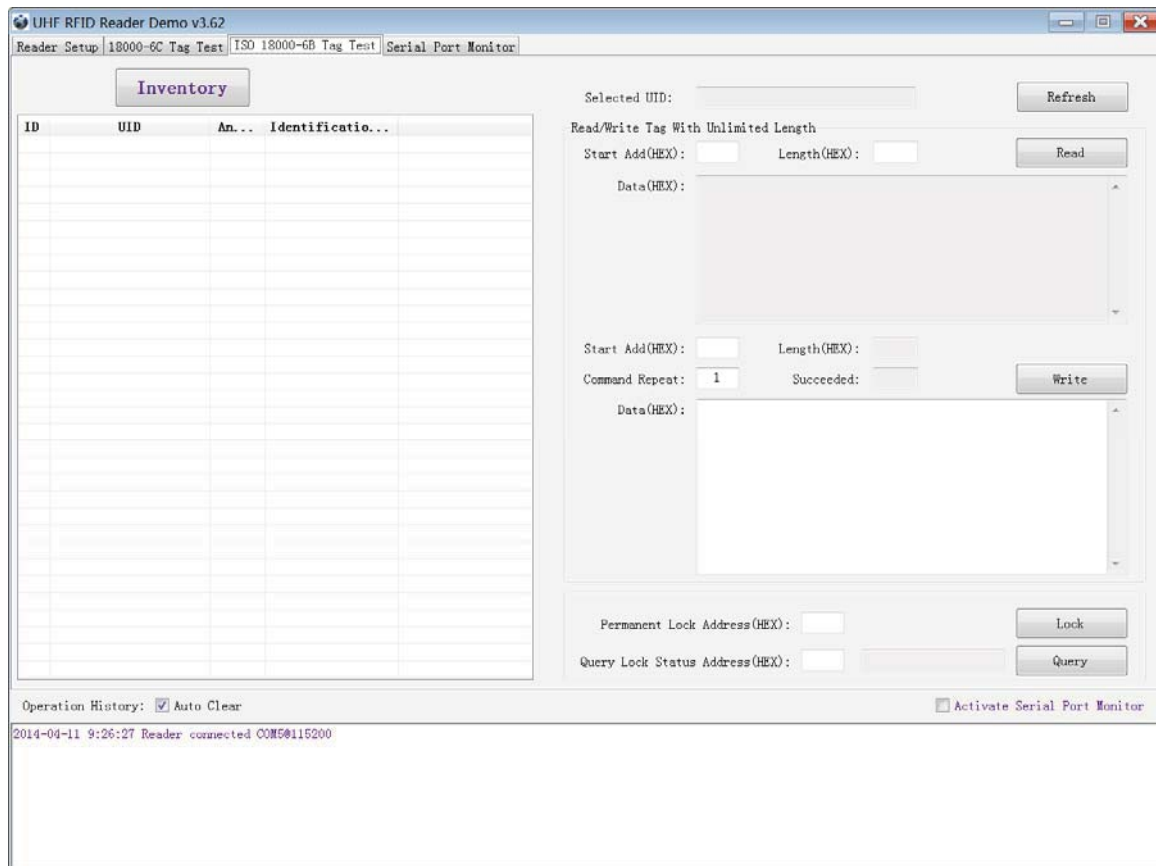 UHF RFID Reader Demo v3.62
Reader Setup 18000-6C Tag Test ISO 18000-6B Tag Test Serial Port Monitor
Inventory
ID UID An... Identificatio...
Selected UID: Refresh
Read/Write Tag With Unlimited Length
Start Add(HEX): Length(HEX): Read
Data(HEX):
Start Add(HEX): Length(HEX):
Command Repeat: 1 Succeeded: Write
Data(HEX):
Permanent Lock Address(HEX): Lock
Query Lock Status Address(HEX): Query
Operation History: Auto Clear Activate Serial Port Monitor
2014-04-11 9:26:27 Reader connected COM5@115200